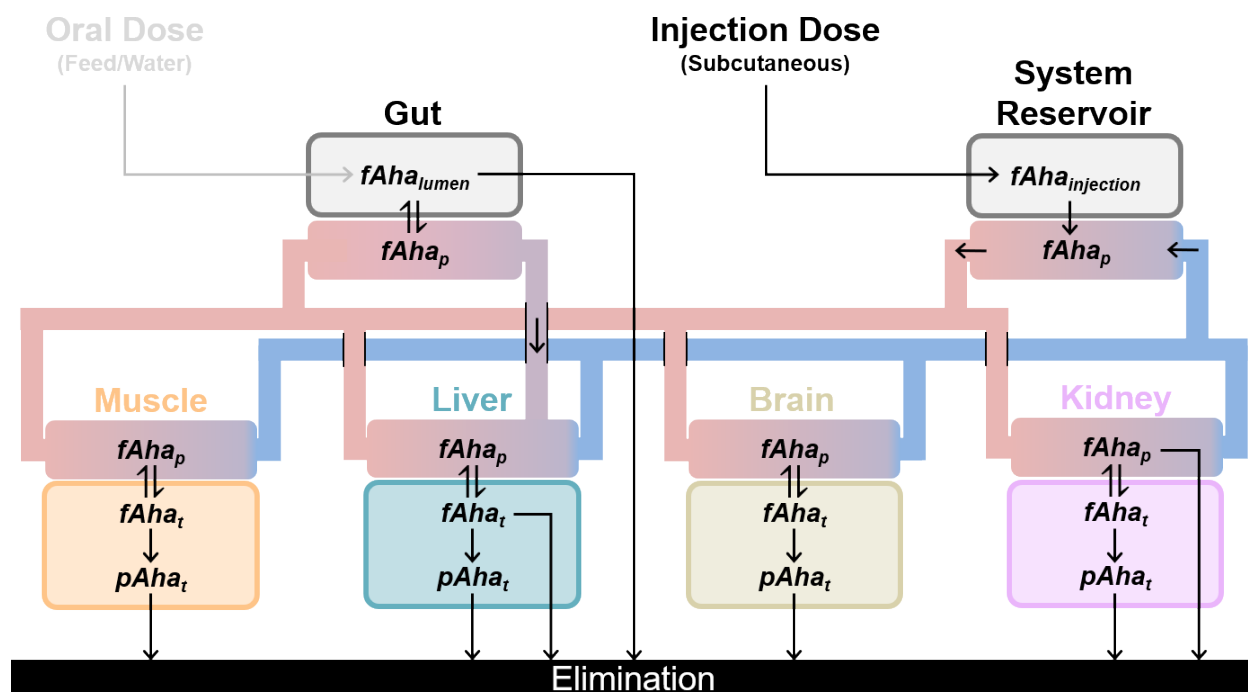 Oral Dose
(Feed/Water)
Injection Dose
(Subcutaneous)
System
Reservoir
Gut
fAha_lumen
fAha_injection
fAha_p
fAha_p
Muscle
Liver
Brain
Kidney
fAha_p
fAha_p
fAha_p
fAha_p
fAha_t
fAha_t
fAha_t
fAha_t
pAha_t
pAha_t
pAha_t
pAha_t
Elimination